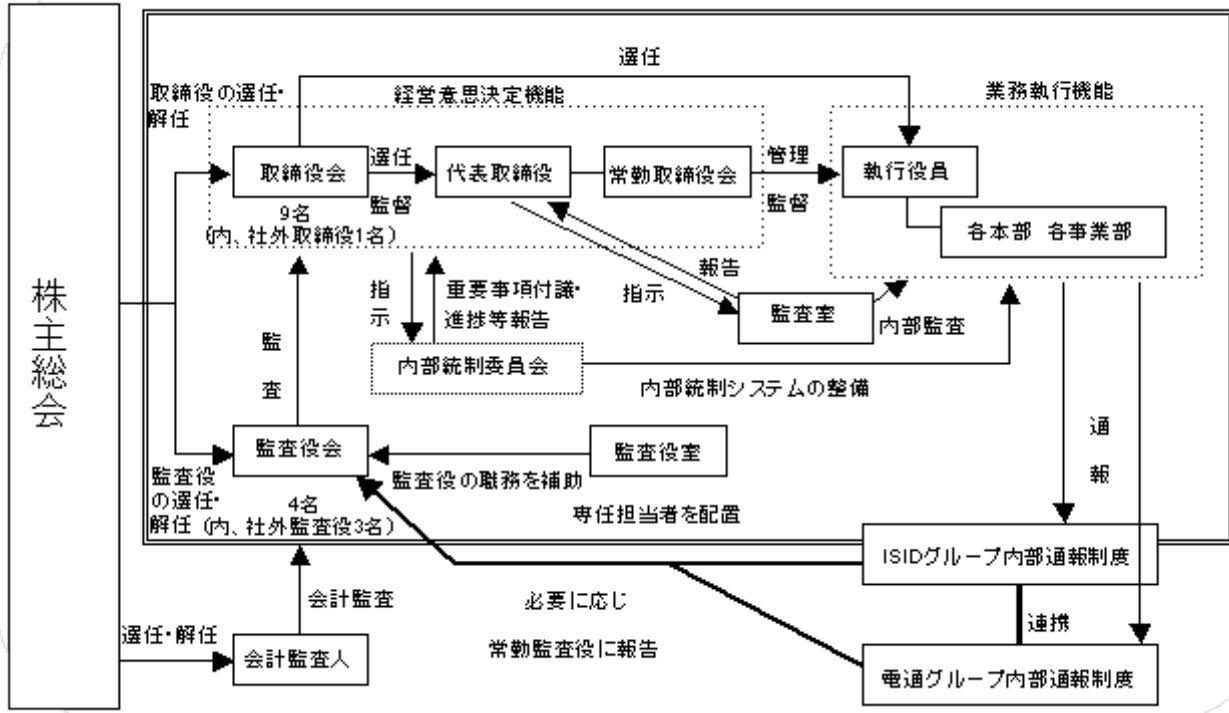 株主総会
選任
取締役の選任・
解任
経営意思決定機能
業務執行機能
取締役会
選任
監督
代表取締役
常勤取締役会
管理
監督
執行役員
各本部 各事業部
9名
(内、社外取締役1名)
指示
重要事項付議・
進捗等報告
報告
指示
監査室
内部監査
内部統制委員会
内部統制システムの整備
監査
通報
監査役会
監査役室
監査役の職務を補助
監査役
の選任・
解任
4名
(内、社外監査役3名)
専任担当者を配置
ISIDグループ内部通報制度
会計監査
必要に応じ
常勤監査役に報告
連携
選任・解任
会計監査人
電通グループ内部通報制度